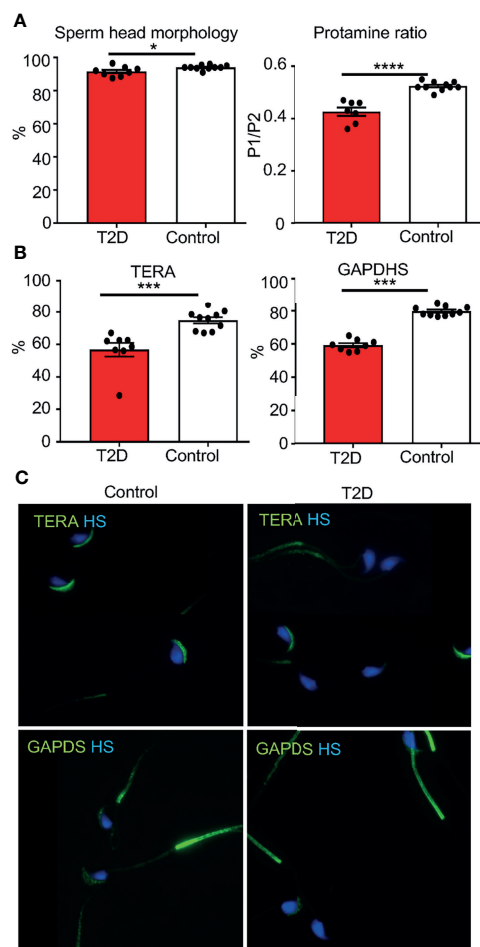 A
Sperm head morphology
Protamine ratio
*
****
100
80
60
40
20
0
%
0.6
0.4
0.2
0
P1/P2
T2D
Control
T2D
Control
B
TERA
GAPDHS
***
***
100
80
60
40
20
0
%
100
80
60
40
20
0
%
T2D
Control
T2D
Control
C
Control
T2D
TERA HS
TERA HS
GAPDS HS
GAPDS HS